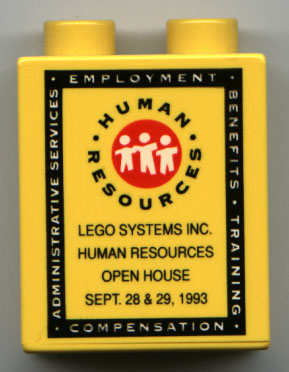 · EMPLOYMENT ·
ADMINISTRATIVE SERVICES ·
BENEFITS · TRAINING
· COMPENSATION ·
· HUMAN ·
RESOURCES
LEGO SYSTEMS INC.
HUMAN RESOURCES
OPEN HOUSE
SEPT. 28 & 29, 1993